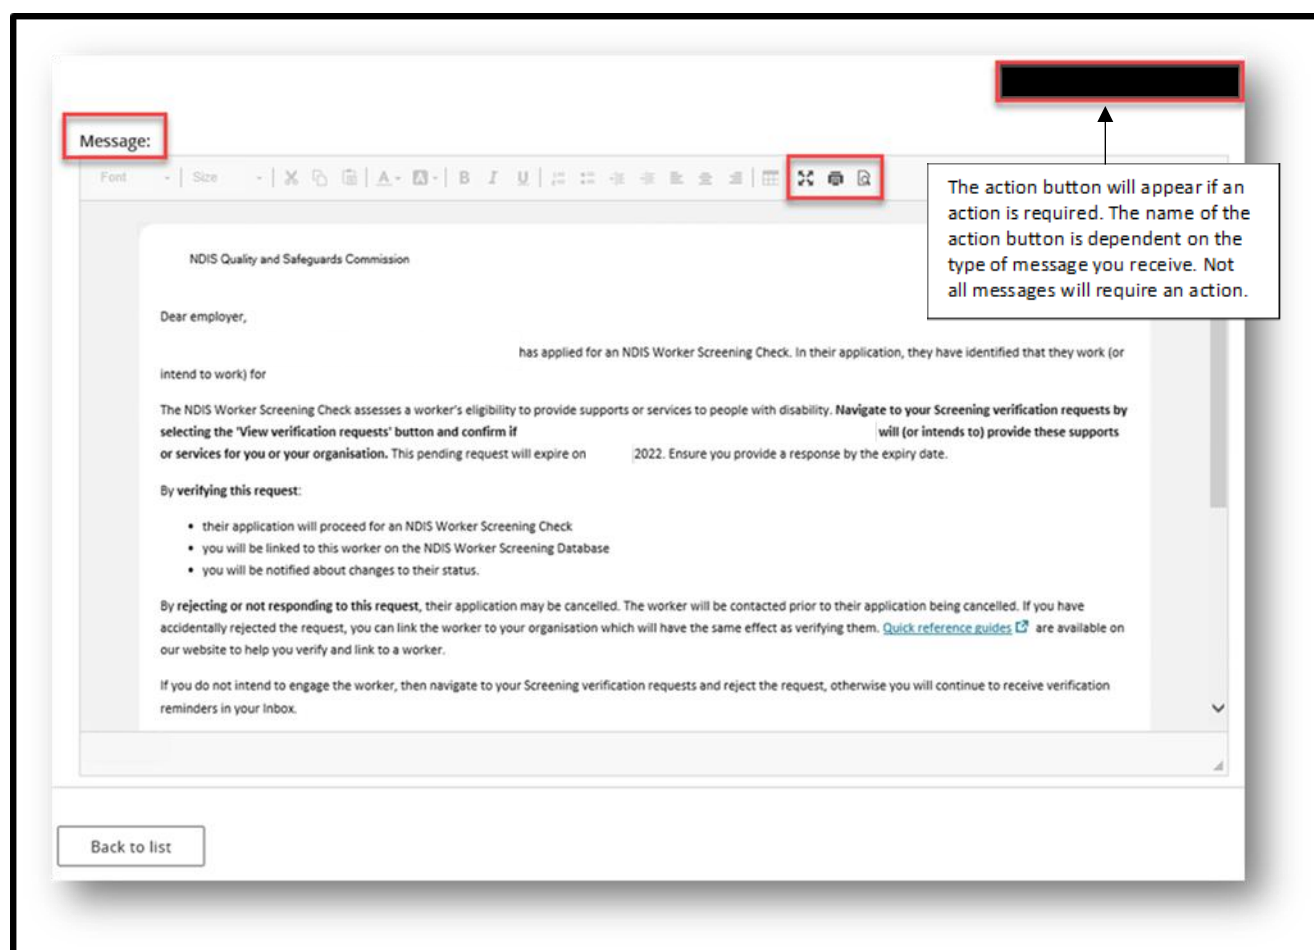 Message:
Font
Size
A
A
B
I
U
The action button will appear if an
action is required. The name of the
action button is dependent on the
type of message you receive. Not
all messages will require an action.
NDIS Quality and Safeguards Commission
Dear employer,
has applied for an NDIS Worker Screening Check. In their application, they have identified that they work (or
intend to work) for
The NDIS Worker Screening Check assesses a worker's eligibility to provide supports or services to people with disability. Navigate to your Screening verification requests by
selecting the 'View verification requests' button and confirm if will (or intends to) provide these supports
or services for you or your organisation. This pending request will expire on 2022. Ensure you provide a response by the expiry date.
By verifying this request:
• their application will proceed for an NDIS Worker Screening Check
• you will be linked to this worker on the NDIS Worker Screening Database
• you will be notified about changes to their status.
By rejecting or not responding to this request, their application may be cancelled. The worker will be contacted prior to their application being cancelled. If you have
accidentally rejected the request, you can link the worker to your organisation which will have the same effect as verifying them. Quick reference guides are available on
our website to help you verify and link to a worker.
If you do not intend to engage the worker, then navigate to your Screening verification requests and reject the request, otherwise you will continue to receive verification
reminders in your Inbox.
Back to list